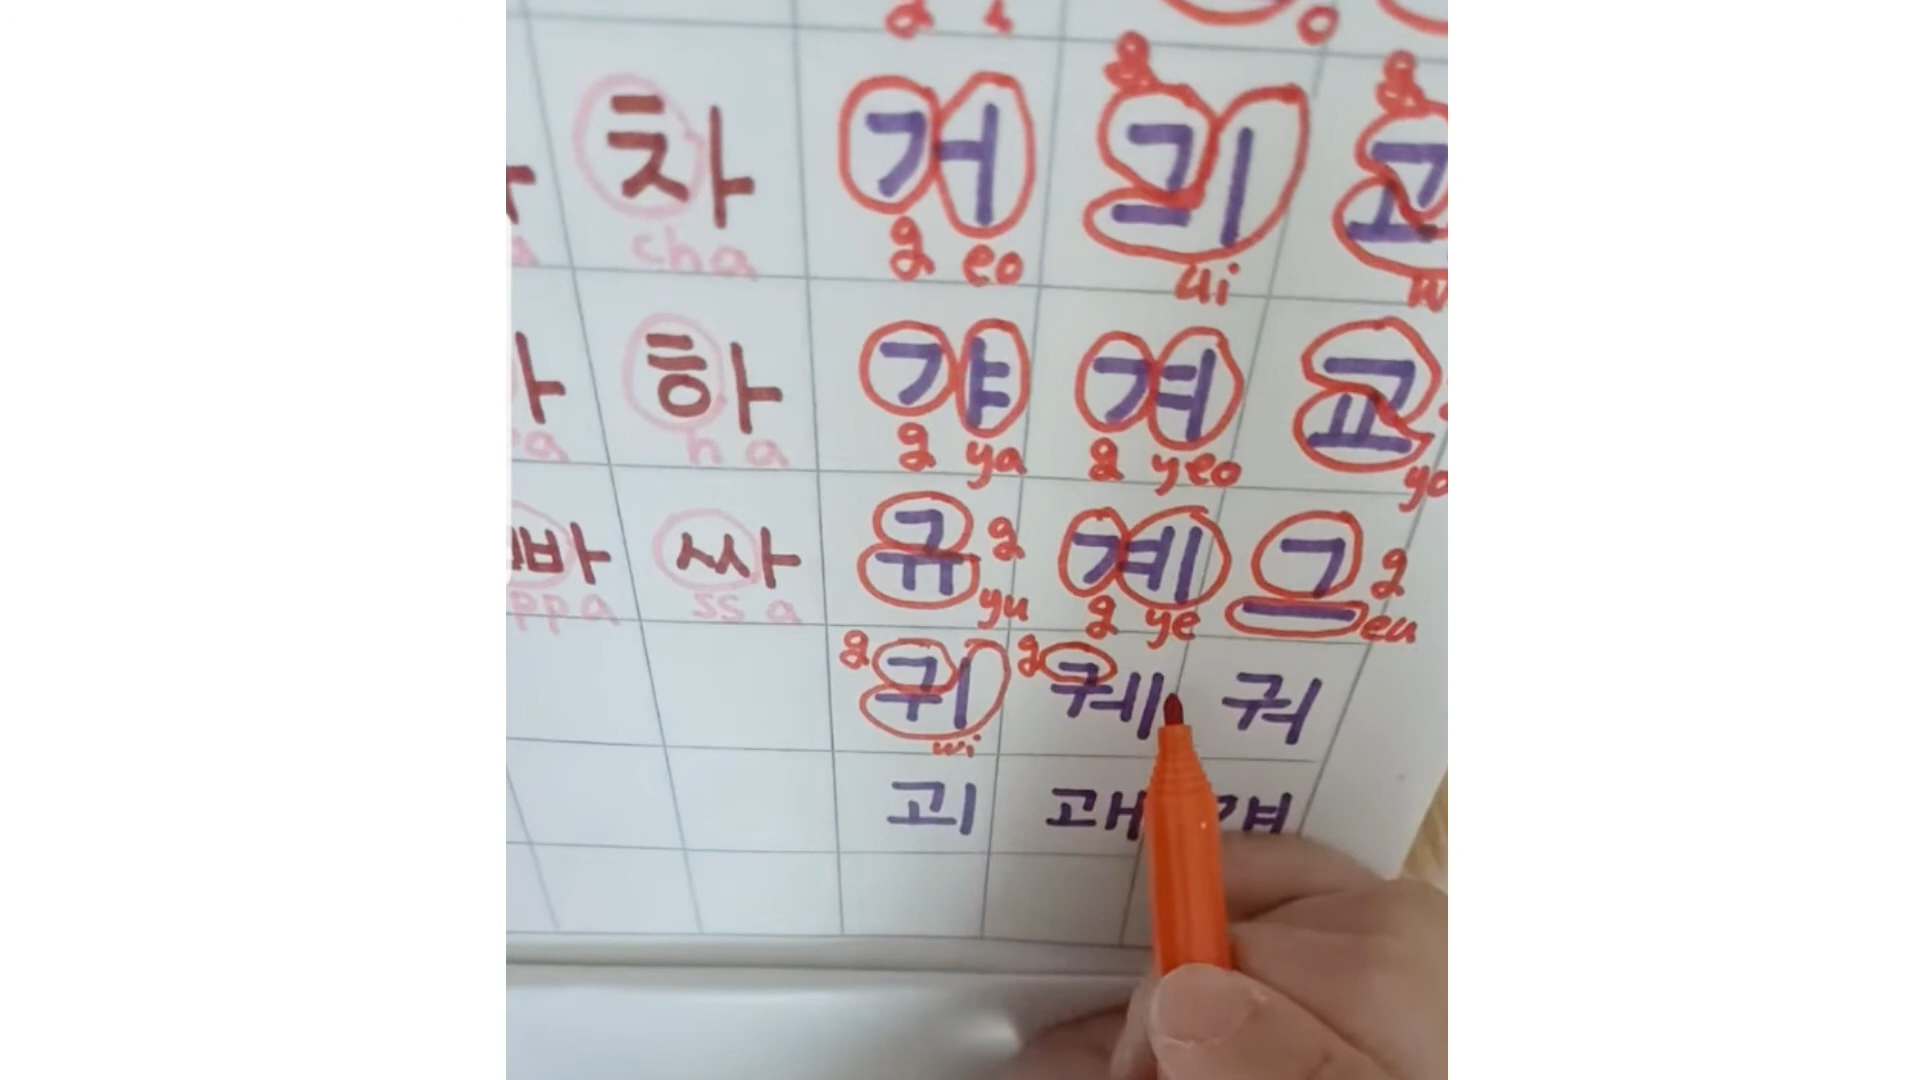 g
차 거 긔 g 고
cha g eo ui
하 갸 겨 교
ha g ya g yeo
빠 싸 규 g 계 그 g
ppa ss a yu g ye eu
g 귀 g 궤 궈
wi
괴 괘